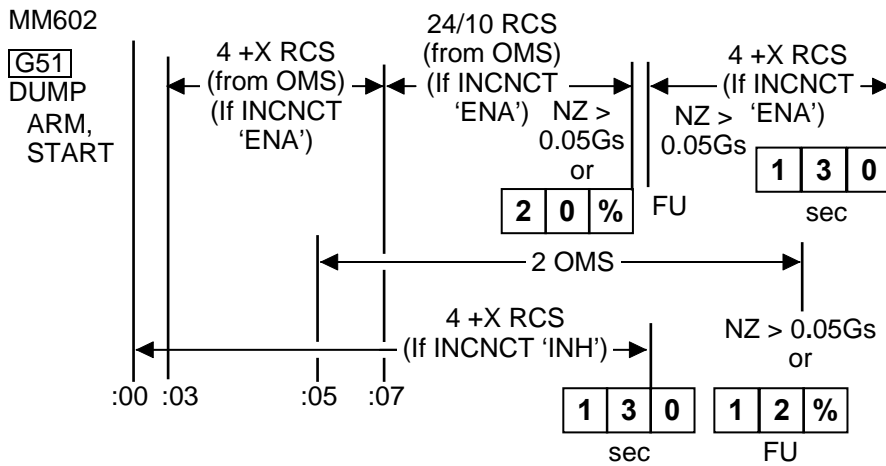 MM602
G51
DUMP
ARM,
START
4 +X RCS
(from OMS)
(If INCNCT
‘ENA’)
24/10 RCS
(from OMS)
(If INCNCT
‘ENA’)
NZ >
0.05Gs
or
2 0 %
FU
4 +X RCS
(If INCNCT
‘ENA’)
NZ >
0.05Gs
1 3 0
sec
2 OMS
4 +X RCS
(If INCNCT ‘INH’)
NZ > 0.05Gs
or
:00 :03 :05 :07
1 3 0
sec
1 2 %
FU